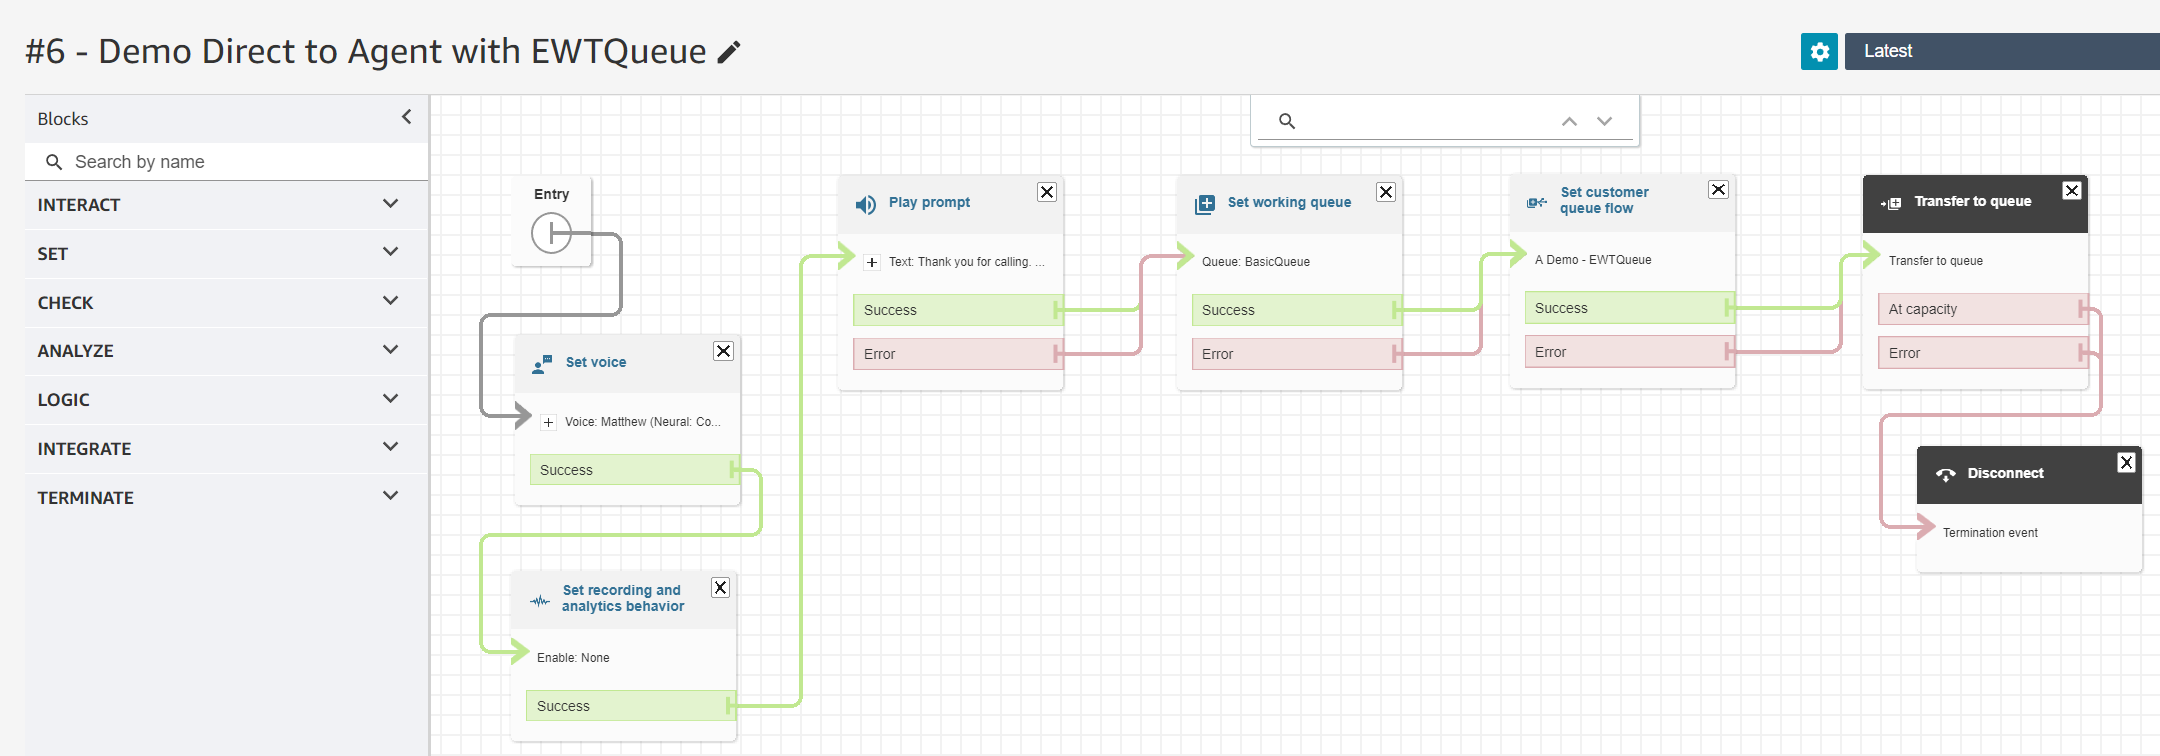 #6 - Demo Direct to Agent with EWTQueue
Latest
Blocks
Search by name
INTERACT
SET
CHECK
ANALYZE
LOGIC
INTEGRATE
TERMINATE
Entry
Set voice
Voice: Matthew (Neural: Co...
Success
Set recording and
analytics behavior
Enable: None
Success
Play prompt
Text: Thank you for calling. ...
Success
Error
Set working queue
Queue: BasicQueue
Success
Error
Set customer
queue flow
A Demo - EWTQueue
Success
Error
Transfer to queue
Transfer to queue
At capacity
Error
Disconnect
Termination event